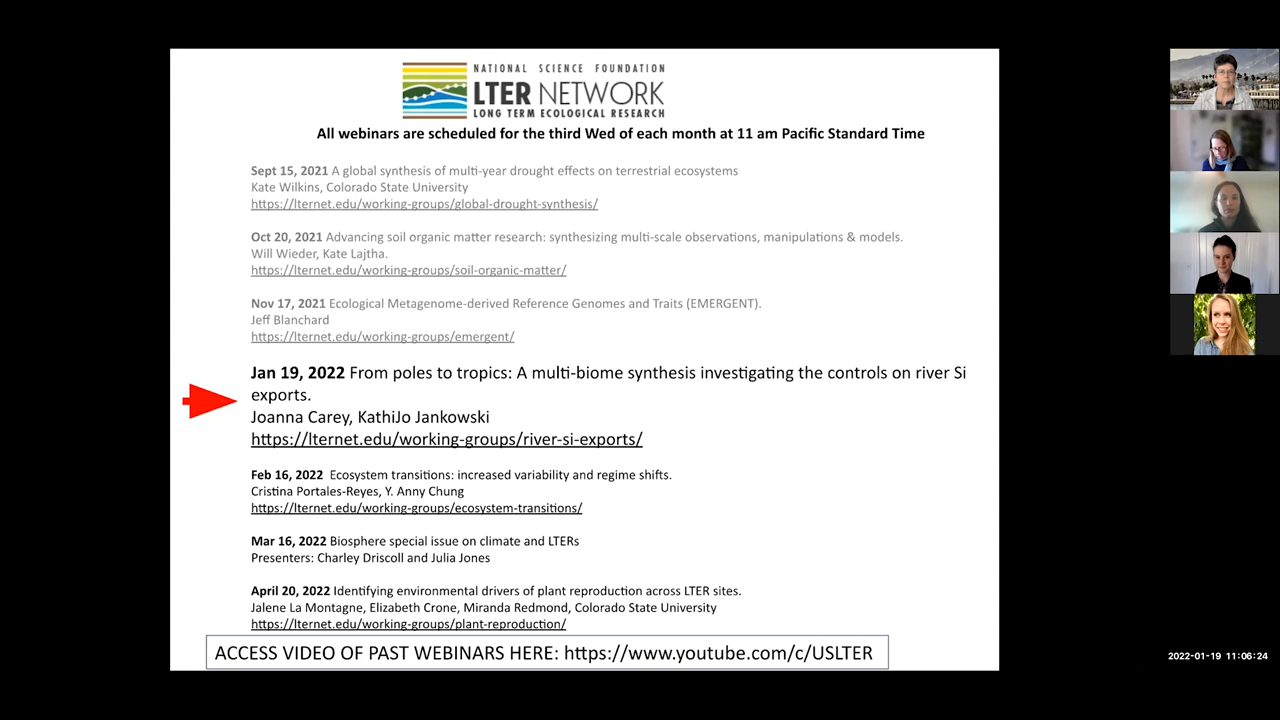 NATIONAL SCIENCE FOUNDATION
LTER NETWORK
LONG TERM ECOLOGICAL RESEARCH
All webinars are scheduled for the third Wed of each month at 11 am Pacific Standard Time
Sept 15, 2021 A global synthesis of multi-year drought effects on terrestrial ecosystems
Kate Wilkins, Colorado State University
https://lternet.edu/working-groups/global-drought-synthesis/
Oct 20, 2021 Advancing soil organic matter research: synthesizing multi-scale observations, manipulations & models.
Will Wieder, Kate Lajtha.
https://lternet.edu/working-groups/soil-organic-matter/
Nov 17, 2021 Ecological Metagenome-derived Reference Genomes and Traits (EMERGENT).
Jeff Blanchard
https://lternet.edu/working-groups/emergent/
Jan 19, 2022 From poles to tropics: A multi-biome synthesis investigating the controls on river Si
exports.
Joanna Carey, KathiJo Jankowski
https://lternet.edu/working-groups/river-si-exports/
Feb 16, 2022 Ecosystem transitions: increased variability and regime shifts.
Cristina Portales-Reyes, Y. Anny Chung
https://lternet.edu/working-groups/ecosystem-transitions/
Mar 16, 2022 Biosphere special issue on climate and LTERs
Presenters: Charley Driscoll and Julia Jones
April 20, 2022 Identifying environmental drivers of plant reproduction across LTER sites.
Jalene La Montagne, Elizabeth Crone, Miranda Redmond, Colorado State University
https://lternet.edu/working-groups/plant-reproduction/
ACCESS VIDEO OF PAST WEBINARS HERE: https://www.youtube.com/c/USLTER
2022-01-19 11:06:24